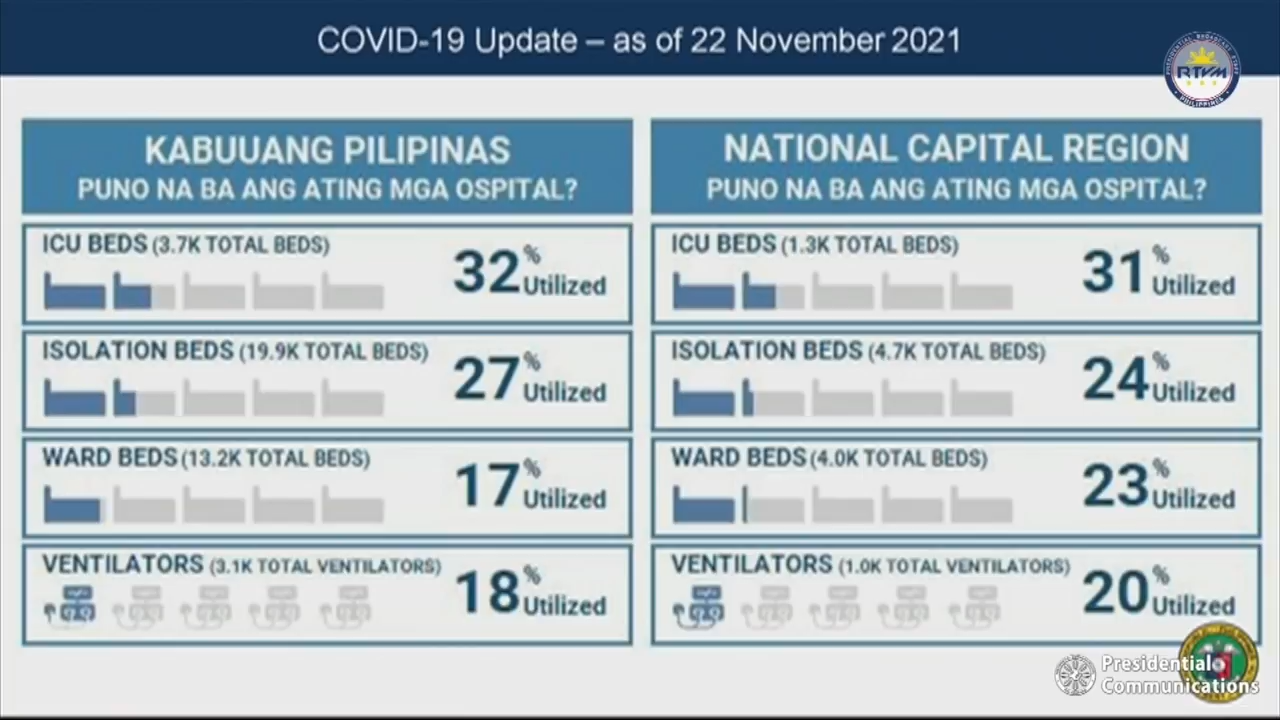 COVID-19 Update – as of 22 November 2021
RTVM
PHILIPPINES
KABUUANG PILIPINAS
PUNO NA BA ANG ATING MGA OSPITAL?
ICU BEDS (3.7K TOTAL BEDS)
32% Utilized
ISOLATION BEDS (19.9K TOTAL BEDS)
27% Utilized
WARD BEDS (13.2K TOTAL BEDS)
17% Utilized
VENTILATORS (3.1K TOTAL VENTILATORS)
18% Utilized
NATIONAL CAPITAL REGION
PUNO NA BA ANG ATING MGA OSPITAL?
ICU BEDS (1.3K TOTAL BEDS)
31% Utilized
ISOLATION BEDS (4.7K TOTAL BEDS)
24% Utilized
WARD BEDS (4.0K TOTAL BEDS)
23% Utilized
VENTILATORS (1.0K TOTAL VENTILATORS)
20% Utilized
Presidential
Communications